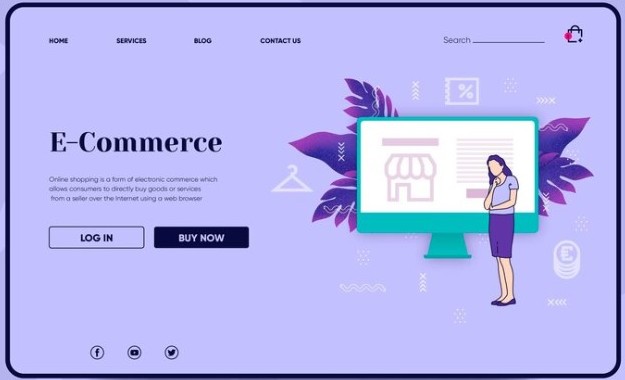 HOME SERVICES BLOG CONTACT US Search
E-Commerce
Online shopping is a form of electronic commerce which
allows consumers to directly buy goods or services
from a seller over the Internet using a web browser
LOG IN BUY NOW